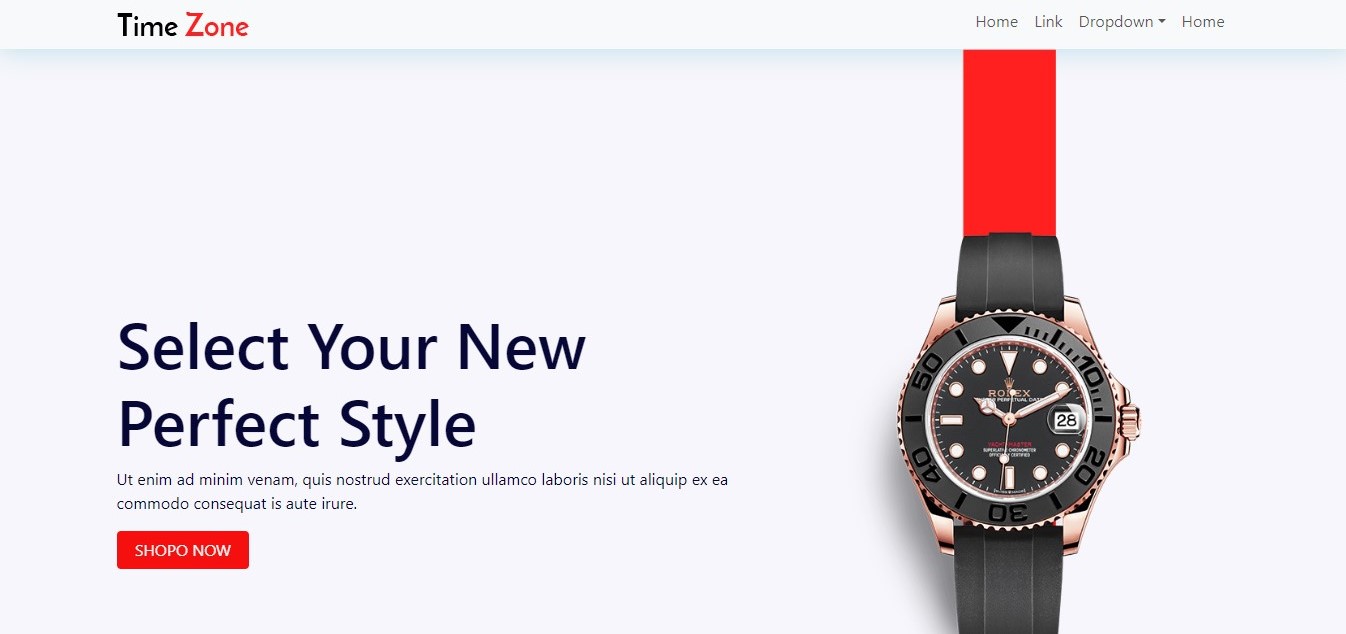 Time Zone
Home Link Dropdown Home
Select Your New
Perfect Style
Ut enim ad minim venam, quis nostrud exercitation ullamco laboris nisi ut aliquip ex ea
commodo consequat is aute irure.
SHOPO NOW
50
10
ROLEX
PERPETUAL DATE
28
YACHT-MASTER
SUPERLATIVE CHRONOMETER
OFFICIALLY CERTIFIED
40
20
30